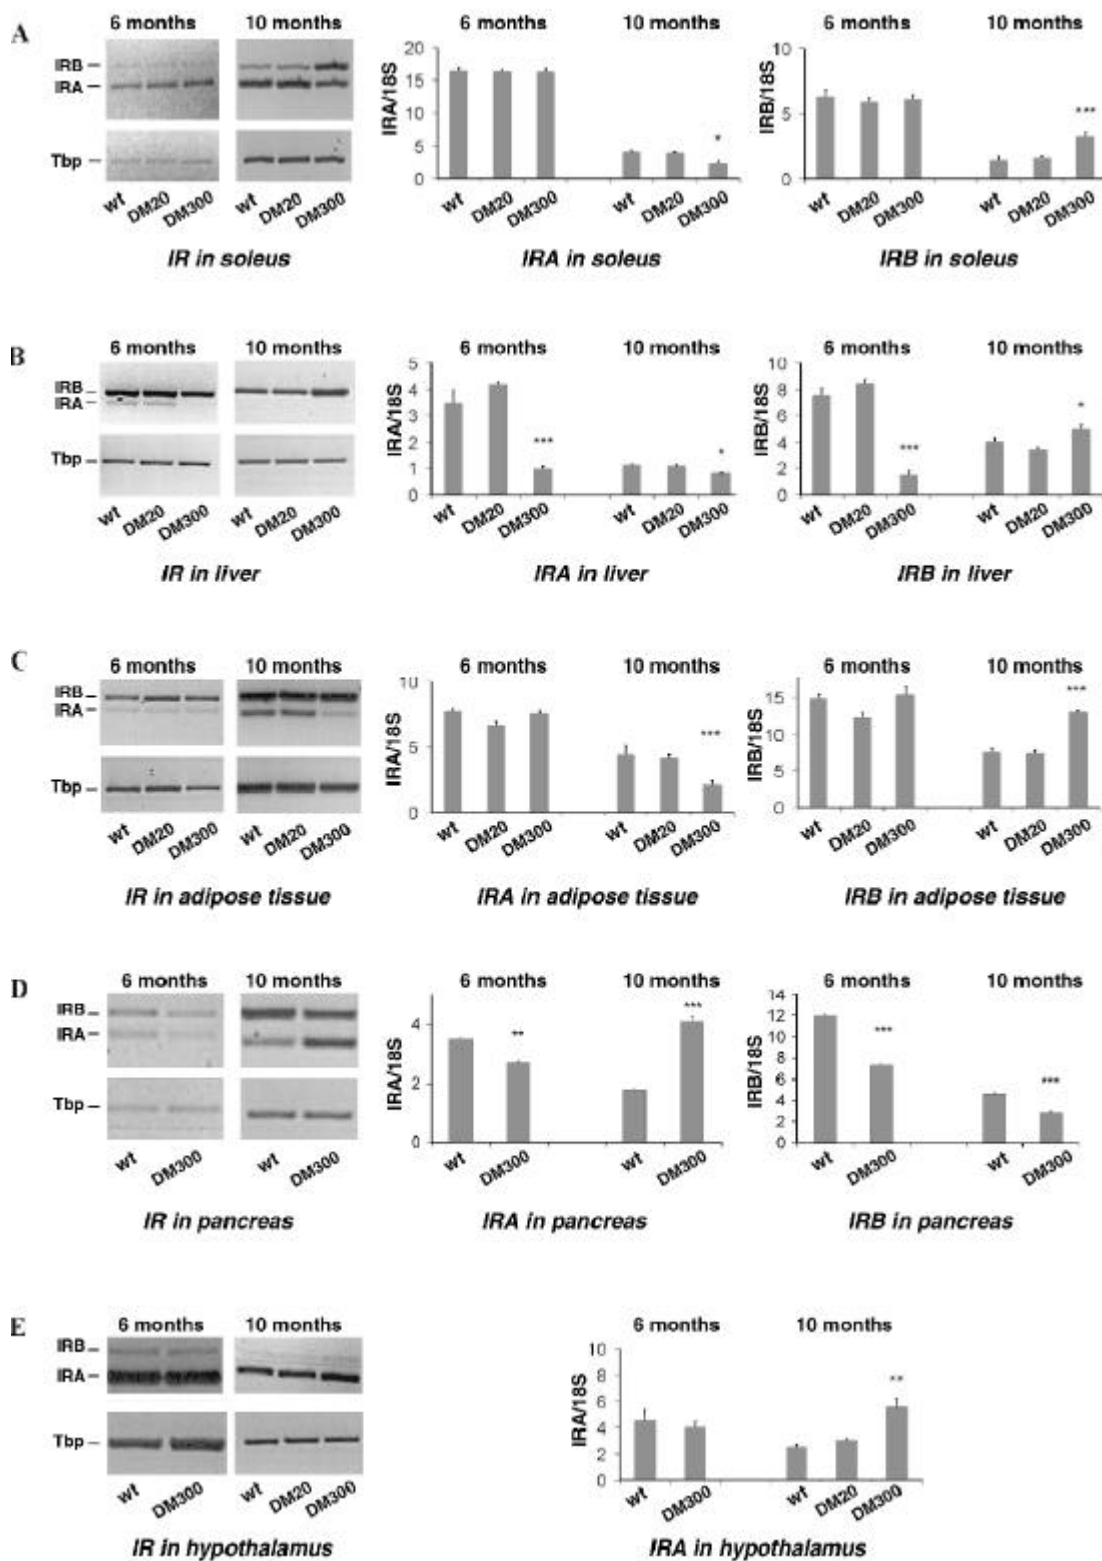 A
6 months 10 months
IRB
IRA
Tbp
wt DM20 DM300 wt DM20 DM300
IR in soleus
6 months 10 months
IRA/18S
20
15
10
5
0
*
wt DM20 DM300 wt DM20 DM300
IRA in soleus
6 months 10 months
IRB/18S
10
5
0
***
wt DM20 DM300 wt DM20 DM300
IRB in soleus
B
6 months 10 months
IRB
IRA
Tbp
wt DM20 DM300 wt DM20 DM300
IR in liver
6 months 10 months
IRA/18S
5
4
3
2
1
0
*** *
wt DM20 DM300 wt DM20 DM300
IRA in liver
6 months 10 months
IRB/18S
10
8
6
4
2
0
*** *
wt DM20 DM300 wt DM20 DM300
IRB in liver
C
6 months 10 months
IRB
IRA
Tbp
wt DM20 DM300 wt DM20 DM300
IR in adipose tissue
6 months 10 months
IRA/18S
10
5
0
***
wt DM20 DM300 wt DM20 DM300
IRA in adipose tissue
6 months 10 months
IRB/18S
15
10
5
0
***
wt DM20 DM300 wt DM20 DM300
IRB in adipose tissue
D
6 months 10 months
IRB
IRA
Tbp
wt DM300 wt DM300
IR in pancreas
6 months 10 months
IRA/18S
4
2
0
** ***
wt DM300 wt DM300
IRA in pancreas
6 months 10 months
IRB/18S
14
12
10
8
6
4
2
0
*** ***
wt DM300 wt DM300
IRB in pancreas
E
6 months 10 months
IRB
IRA
Tbp
wt DM300 wt DM20 DM300
IR in hypothalamus
6 months 10 months
IRA/18S
10
8
6
4
2
0
**
wt DM300 wt DM20 DM300
IRA in hypothalamus